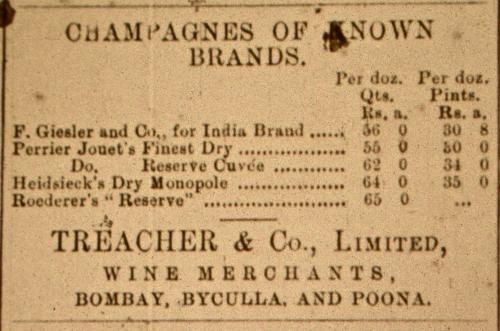 CHAMPAGNES OF KNOWN
BRANDS.
Per doz. Per doz.
Qts. Pints.
Rs. a. Rs. a.
F. Giesler and Co., for India Brand ...... 56 0 30 8
Perrier Jouet's Finest Dry .................. 55 0 30 0
Do. Reserve Cuvée ............ 62 0 34 0
Heidsieck's Dry Monopole .................. 64 0 35 0
Roederer's "Reserve" ........................ 65 0 ...
TREACHER & Co., LIMITED,
WINE MERCHANTS,
BOMBAY, BYCULLA, AND POONA.